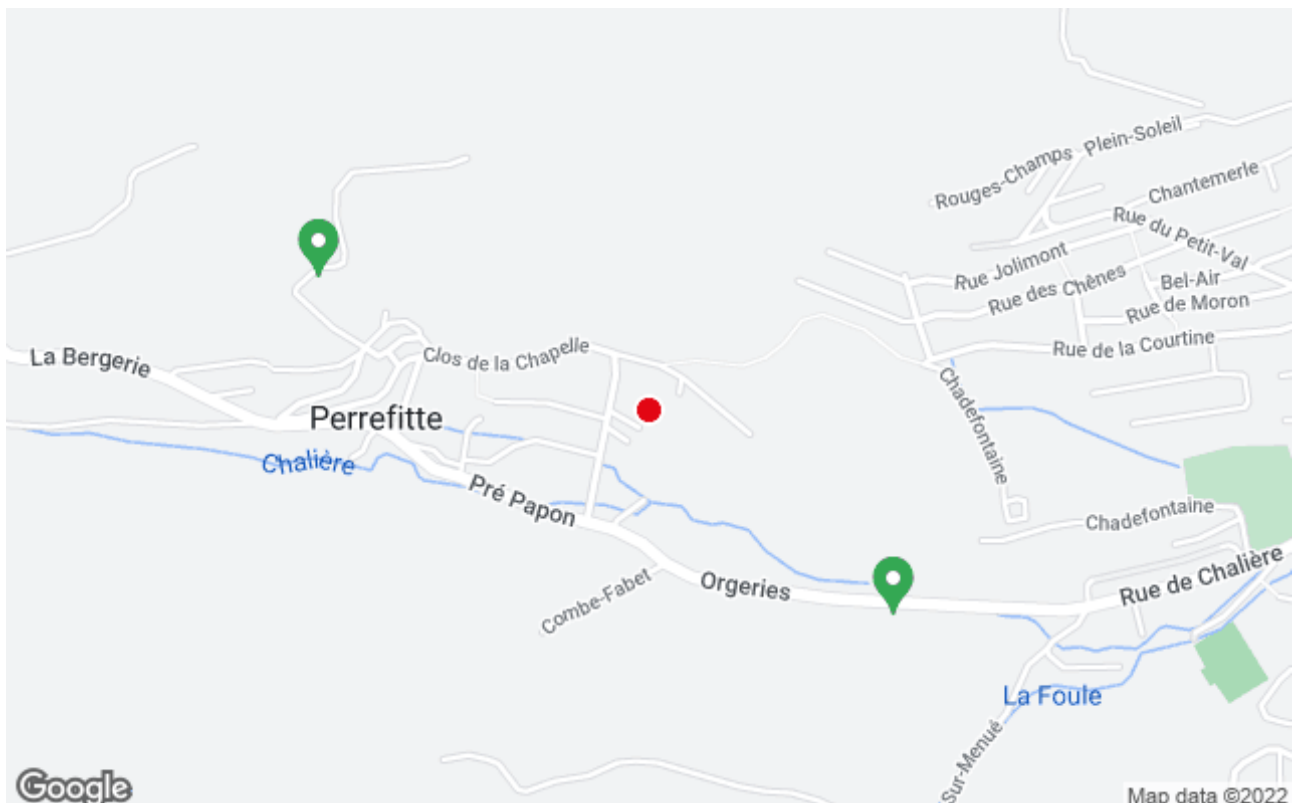 Plein-Soleil
Rouges-Champs
Chantemerle
Rue du Petit-Val
Rue Jolimont
Bel-Air
Rue des Chênes
Rue de Moron
Rue de la Courtine
La Bergerie
Clos de la Chapelle
Chadefontaine
Perrefitte
Chalière
Pré Papon
Chadefontaine
Orgeries
Rue de Chalière
Combe-Fabet
La Foule
Sur-Menué
Google
Map data ©2022